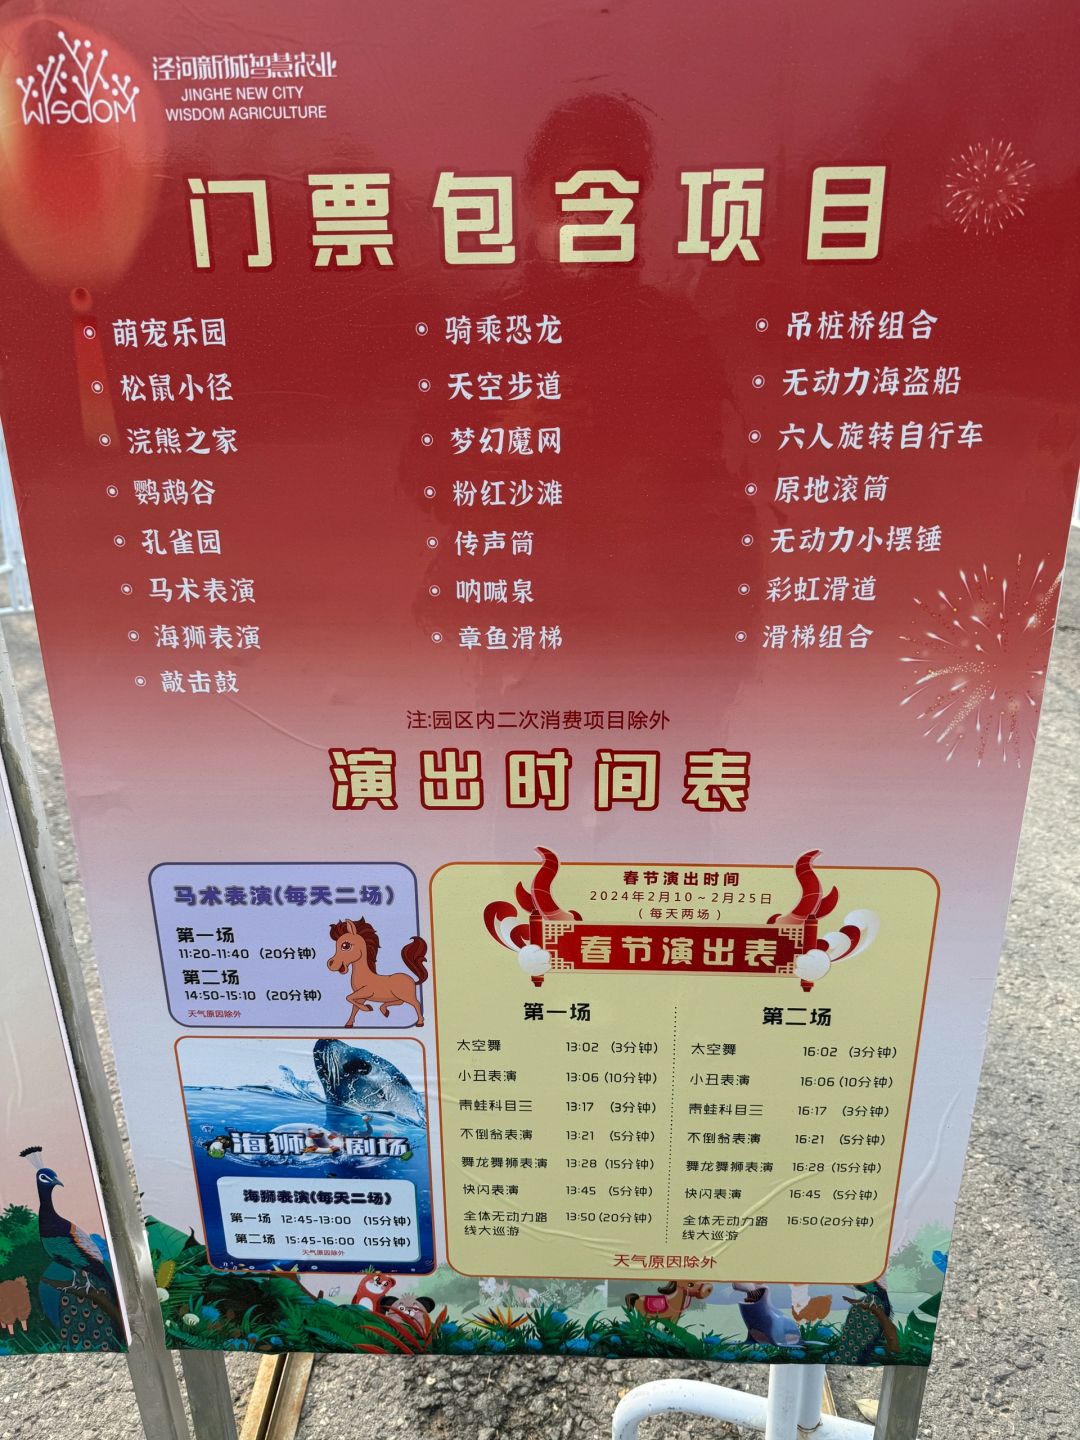 WISDOM
泾河新城智慧农业
JINGHE NEW CITY
WISDOM AGRICULTURE
门票包含项目
萌宠乐园
松鼠小径
浣熊之家
鹦鹉谷
孔雀园
马术表演
海狮表演
敲击鼓
骑乘恐龙
天空步道
梦幻魔网
粉红沙滩
传声筒
呐喊泉
章鱼滑梯
吊桩桥组合
无动力海盗船
六人旋转自行车
原地滚筒
无动力小摆锤
彩虹滑道
滑梯组合
注:园区内二次消费项目除外
演出时间表
马术表演(每天二场)
第一场
11:20-11:40 (20分钟)
第二场
14:50-15:10 (20分钟)
天气原因除外
海狮 剧场
海狮表演(每天二场)
第一场 12:45-13:00 (15分钟)
第二场 15:45-16:00 (15分钟)
天气原因除外
春节演出时间
2024年2月10~2月25日
(每天两场)
春节演出表
第一场
太空舞 13:02 (3分钟)
小丑表演 13:06 (10分钟)
青蛙科目三 13:17 (3分钟)
不倒翁表演 13:21 (5分钟)
舞龙舞狮表演 13:28 (15分钟)
快闪表演 13:45 (5分钟)
全体无动力路 13:50 (20分钟)
线大巡游
第二场
太空舞 16:02 (3分钟)
小丑表演 16:06 (10分钟)
青蛙科目三 16:17 (3分钟)
不倒翁表演 16:21 (5分钟)
舞龙舞狮表演 16:28 (15分钟)
快闪表演 16:45 (5分钟)
全体无动力路 16:50 (20分钟)
线大巡游
天气原因除外